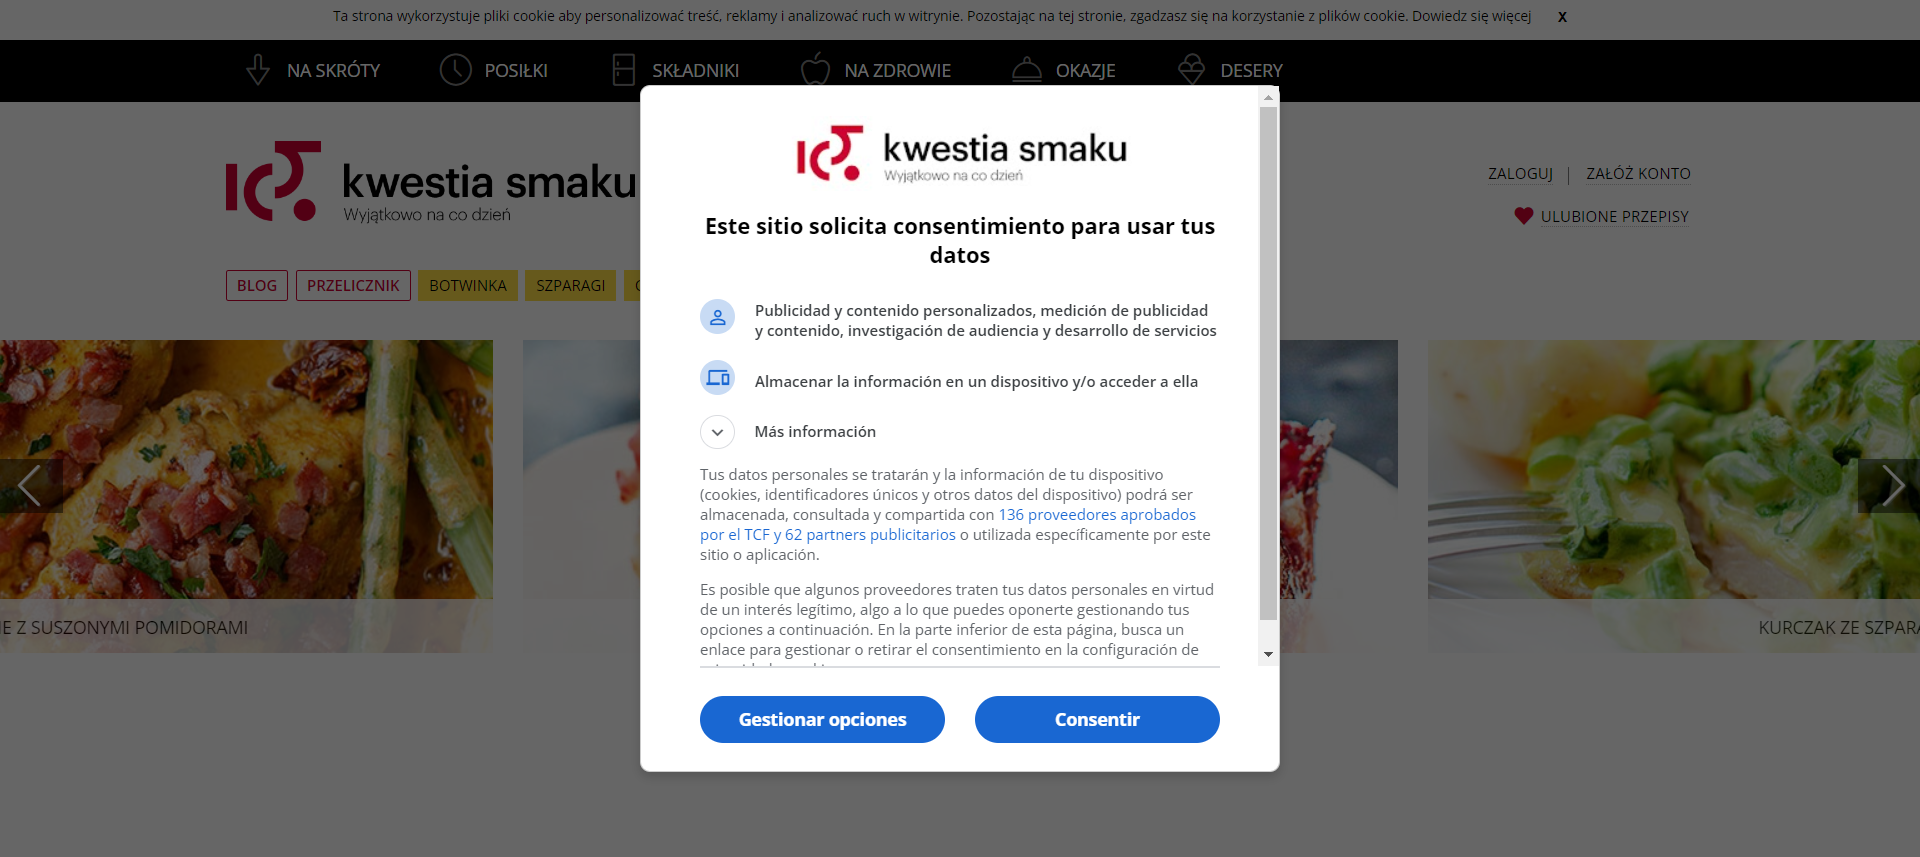 Ta strona wykorzystuje pliki cookie aby personalizować treść, reklamy i analizować ruch w witrynie. Pozostając na tej stronie, zgadzasz się na korzystanie z plików cookie. Dowiedz się więcej X
NA SKRÓTY POSIŁKI SKŁADNIKI NA ZDROWIE OKAZJE DESERY
kwestia smaku
Wyjątkowo na co dzień
ZALOGUJ | ZAŁÓŻ KONTO
ULUBIONE PRZEPISY
BLOG PRZELICZNIK BOTWINKA SZPARAGI
Z SUSZONYMI POMIDORAMI
KURCZAK ZE
kwestia smaku
Wyjątkowo na co dzień
Este sitio solicita consentimiento para usar tus
datos
Publicidad y contenido personalizados, medición de publicidad
y contenido, investigación de audiencia y desarrollo de servicios
Almacenar la información en un dispositivo y/o acceder a ella
Más información
Tus datos personales se tratarán y la información de tu dispositivo
(cookies, identificadores únicos y otros datos del dispositivo) podrá ser
almacenada, consultada y compartida con 136 proveedores aprobados
por el TCF y 62 partners publicitarios o utilizada específicamente por este
sitio o aplicación.
Es posible que algunos proveedores traten tus datos personales en virtud
de un interés legítimo, algo a lo que puedes oponerte gestionando tus
opciones a continuación. En la parte inferior de esta página, busca un
enlace para gestionar o retirar el consentimiento en la configuración de
Gestionar opciones Consentir